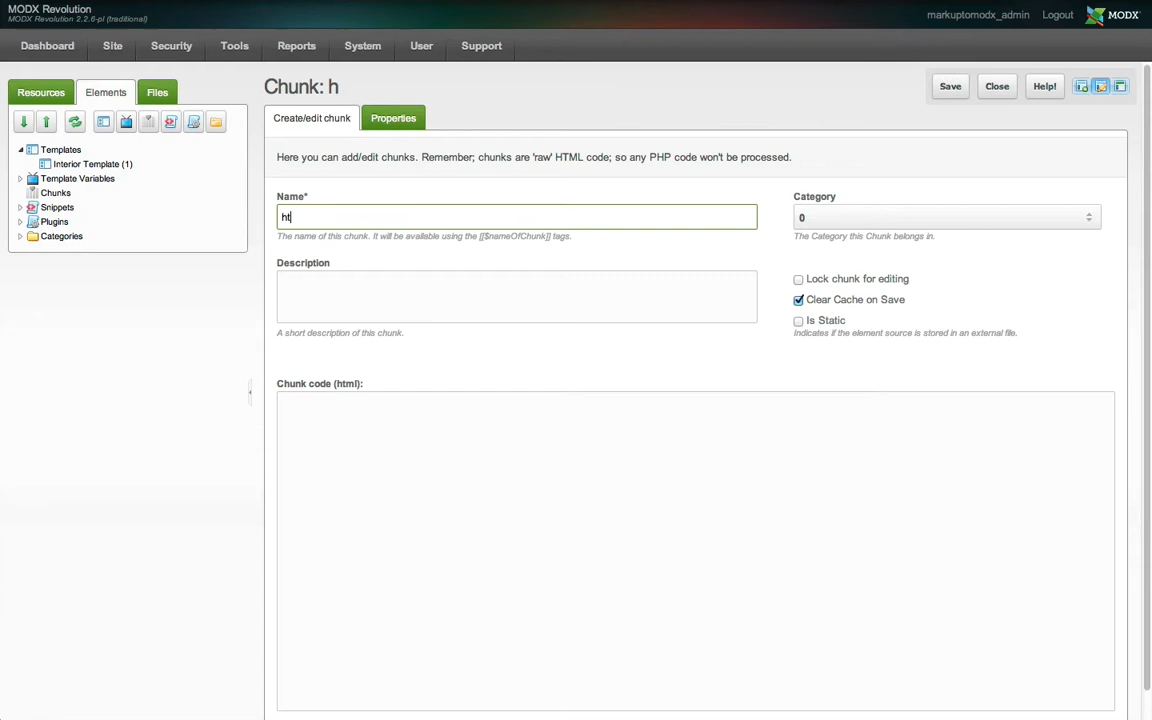 MODX Revolution
MODX Revolution 2.2.6-pl (traditional)
markuptomodx_admin Logout MODX
Dashboard Site Security Tools Reports System User Support
Resources Elements Files
Templates
Interior Template (1)
Template Variables
Chunks
Snippets
Plugins
Categories
Chunk: h
Save Close Help!
Create/edit chunk Properties
Here you can add/edit chunks. Remember; chunks are 'raw' HTML code; so any PHP code won't be processed.
Name*
ht
The name of this chunk. It will be available using the [[$nameOfChunk]] tags.
Category
0
The Category this Chunk belongs in.
Description
A short description of this chunk.
Lock chunk for editing
Clear Cache on Save
Is Static
Indicates if the element source is stored in an external file.
Chunk code (html):